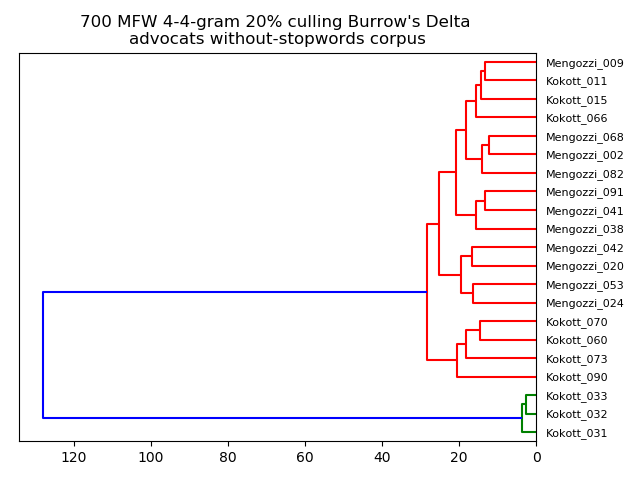 700 MFW 4-4-gram 20% culling Burrow's Delta
advocats without-stopwords corpus
Mengozzi_009
Kokott_011
Kokott_015
Kokott_066
Mengozzi_068
Mengozzi_002
Mengozzi_082
Mengozzi_091
Mengozzi_041
Mengozzi_038
Mengozzi_042
Mengozzi_020
Mengozzi_053
Mengozzi_024
Kokott_070
Kokott_060
Kokott_073
Kokott_090
Kokott_033
Kokott_032
Kokott_031
120 100 80 60 40 20 0